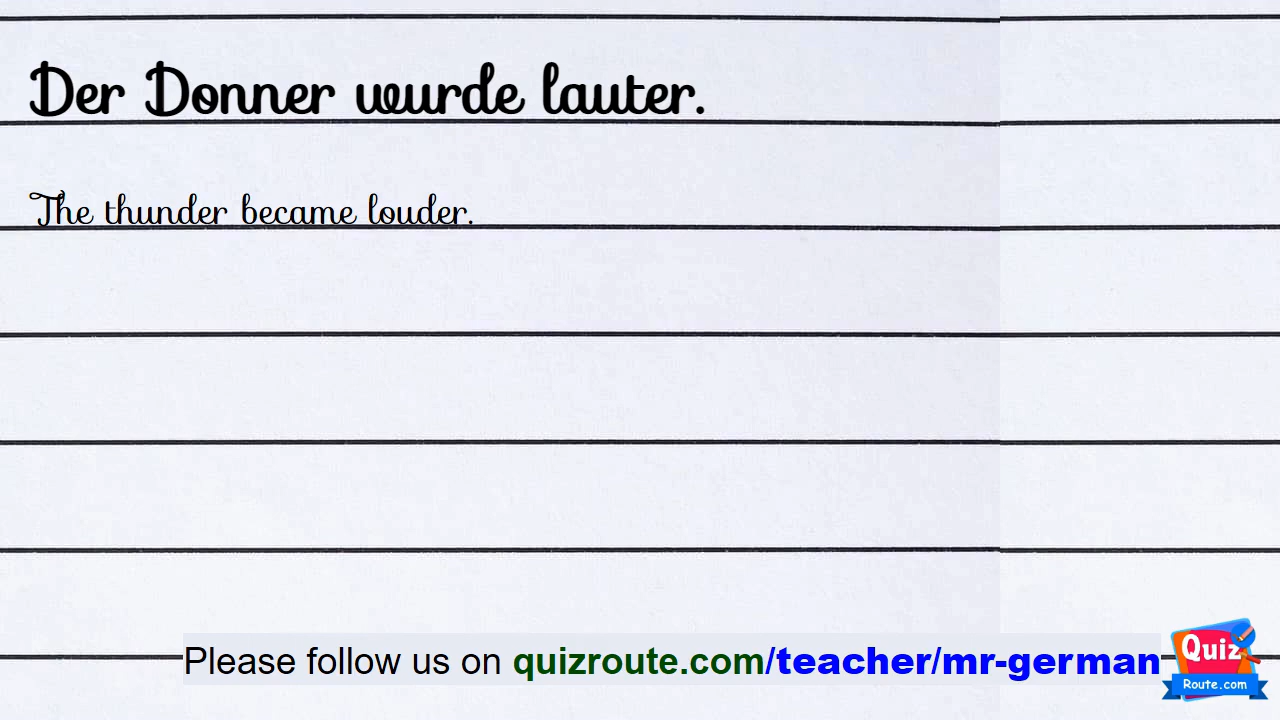 Der Donner wurde lauter.
The thunder became louder.
Please follow us on quizroute.com/teacher/mr-german
Quiz
Route.com